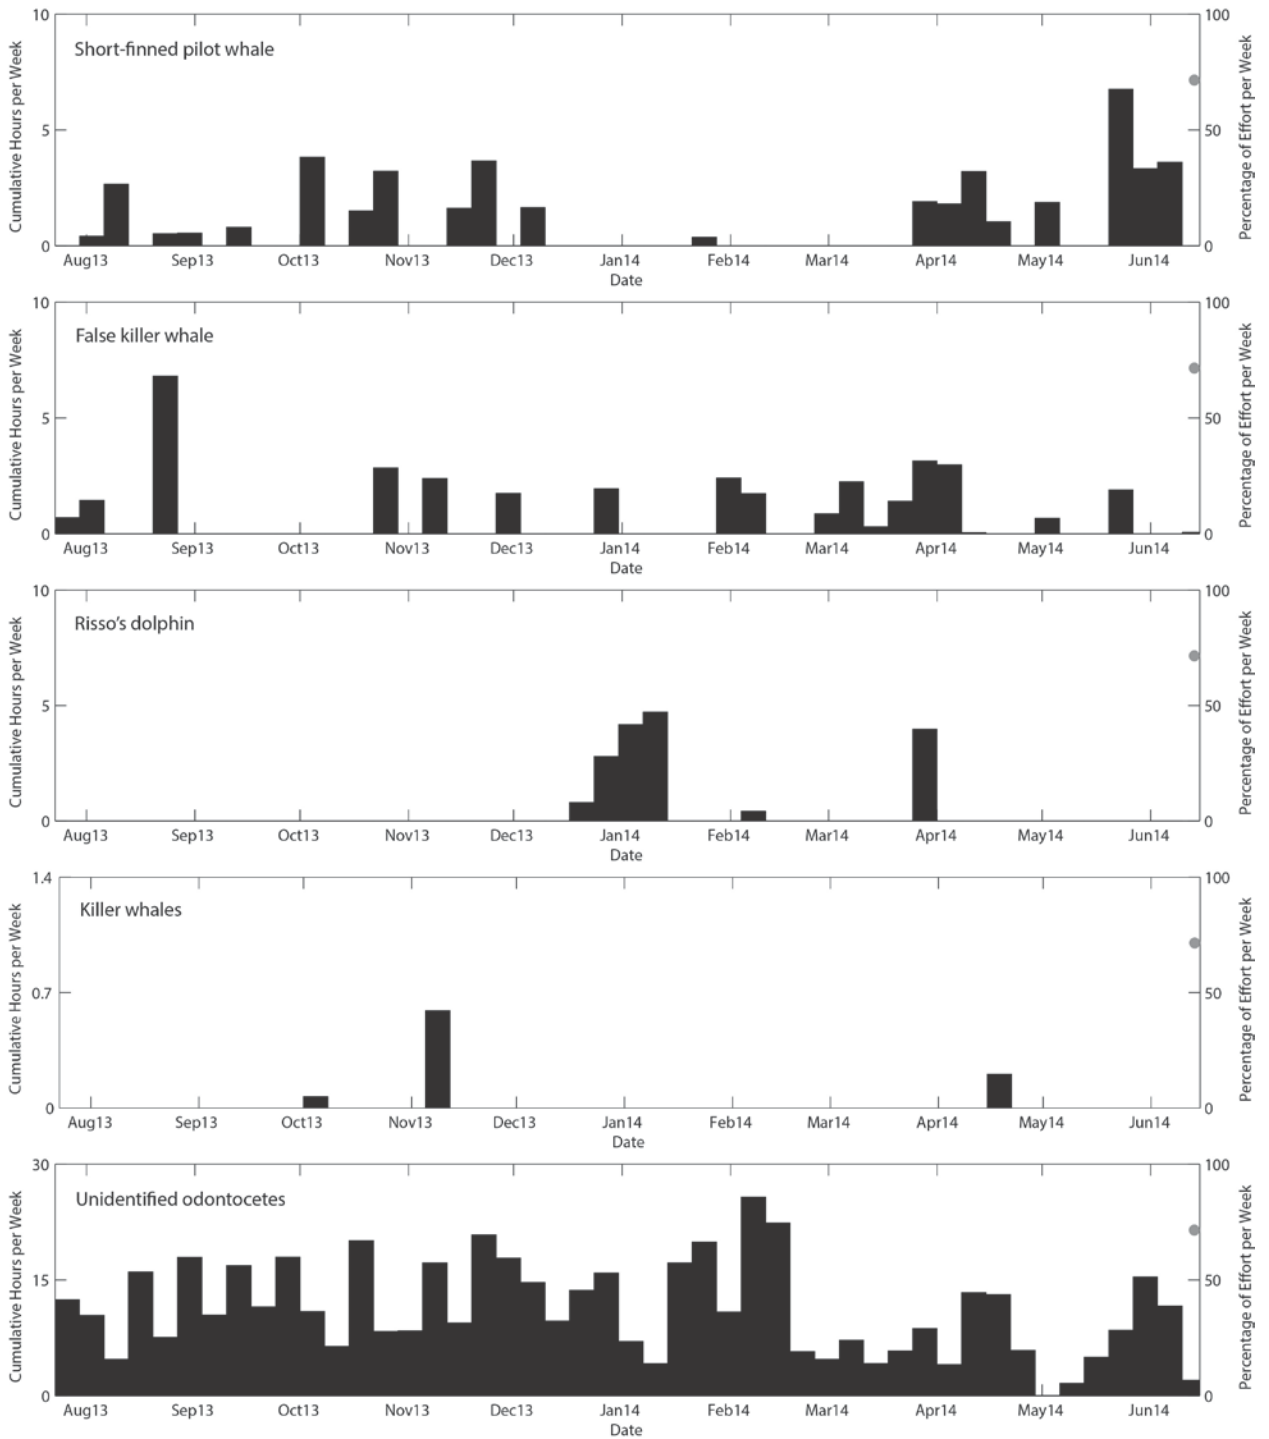 Short-finned pilot whale
Cumulative Hours per Week
10
5
0
100
50
0
Percentage of Effort per Week
Aug13 Sep13 Oct13 Nov13 Dec13 Jan14 Feb14 Mar14 Apr14 May14 Jun14
Date
False killer whale
Cumulative Hours per Week
10
5
0
100
50
0
Percentage of Effort per Week
Aug13 Sep13 Oct13 Nov13 Dec13 Jan14 Feb14 Mar14 Apr14 May14 Jun14
Date
Risso's dolphin
Cumulative Hours per Week
10
5
0
100
50
0
Percentage of Effort per Week
Aug13 Sep13 Oct13 Nov13 Dec13 Jan14 Feb14 Mar14 Apr14 May14 Jun14
Date
Killer whales
Cumulative Hours per Week
1.4
0.7
0
100
50
0
Percentage of Effort per Week
Aug13 Sep13 Oct13 Nov13 Dec13 Jan14 Feb14 Mar14 Apr14 May14 Jun14
Date
Unidentified odontocetes
Cumulative Hours per Week
30
15
0
100
50
0
Percentage of Effort per Week
Aug13 Sep13 Oct13 Nov13 Dec13 Jan14 Feb14 Mar14 Apr14 May14 Jun14
Date